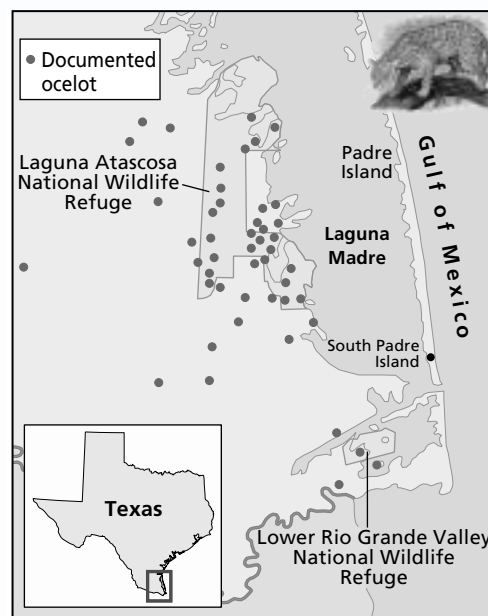 Documented
ocelot
Laguna Atascosa
National Wildlife
Refuge
Padre
Island
Gulf of Mexico
Laguna
Madre
South Padre
Island
Texas
Lower Rio Grande Valley
National Wildlife
Refuge